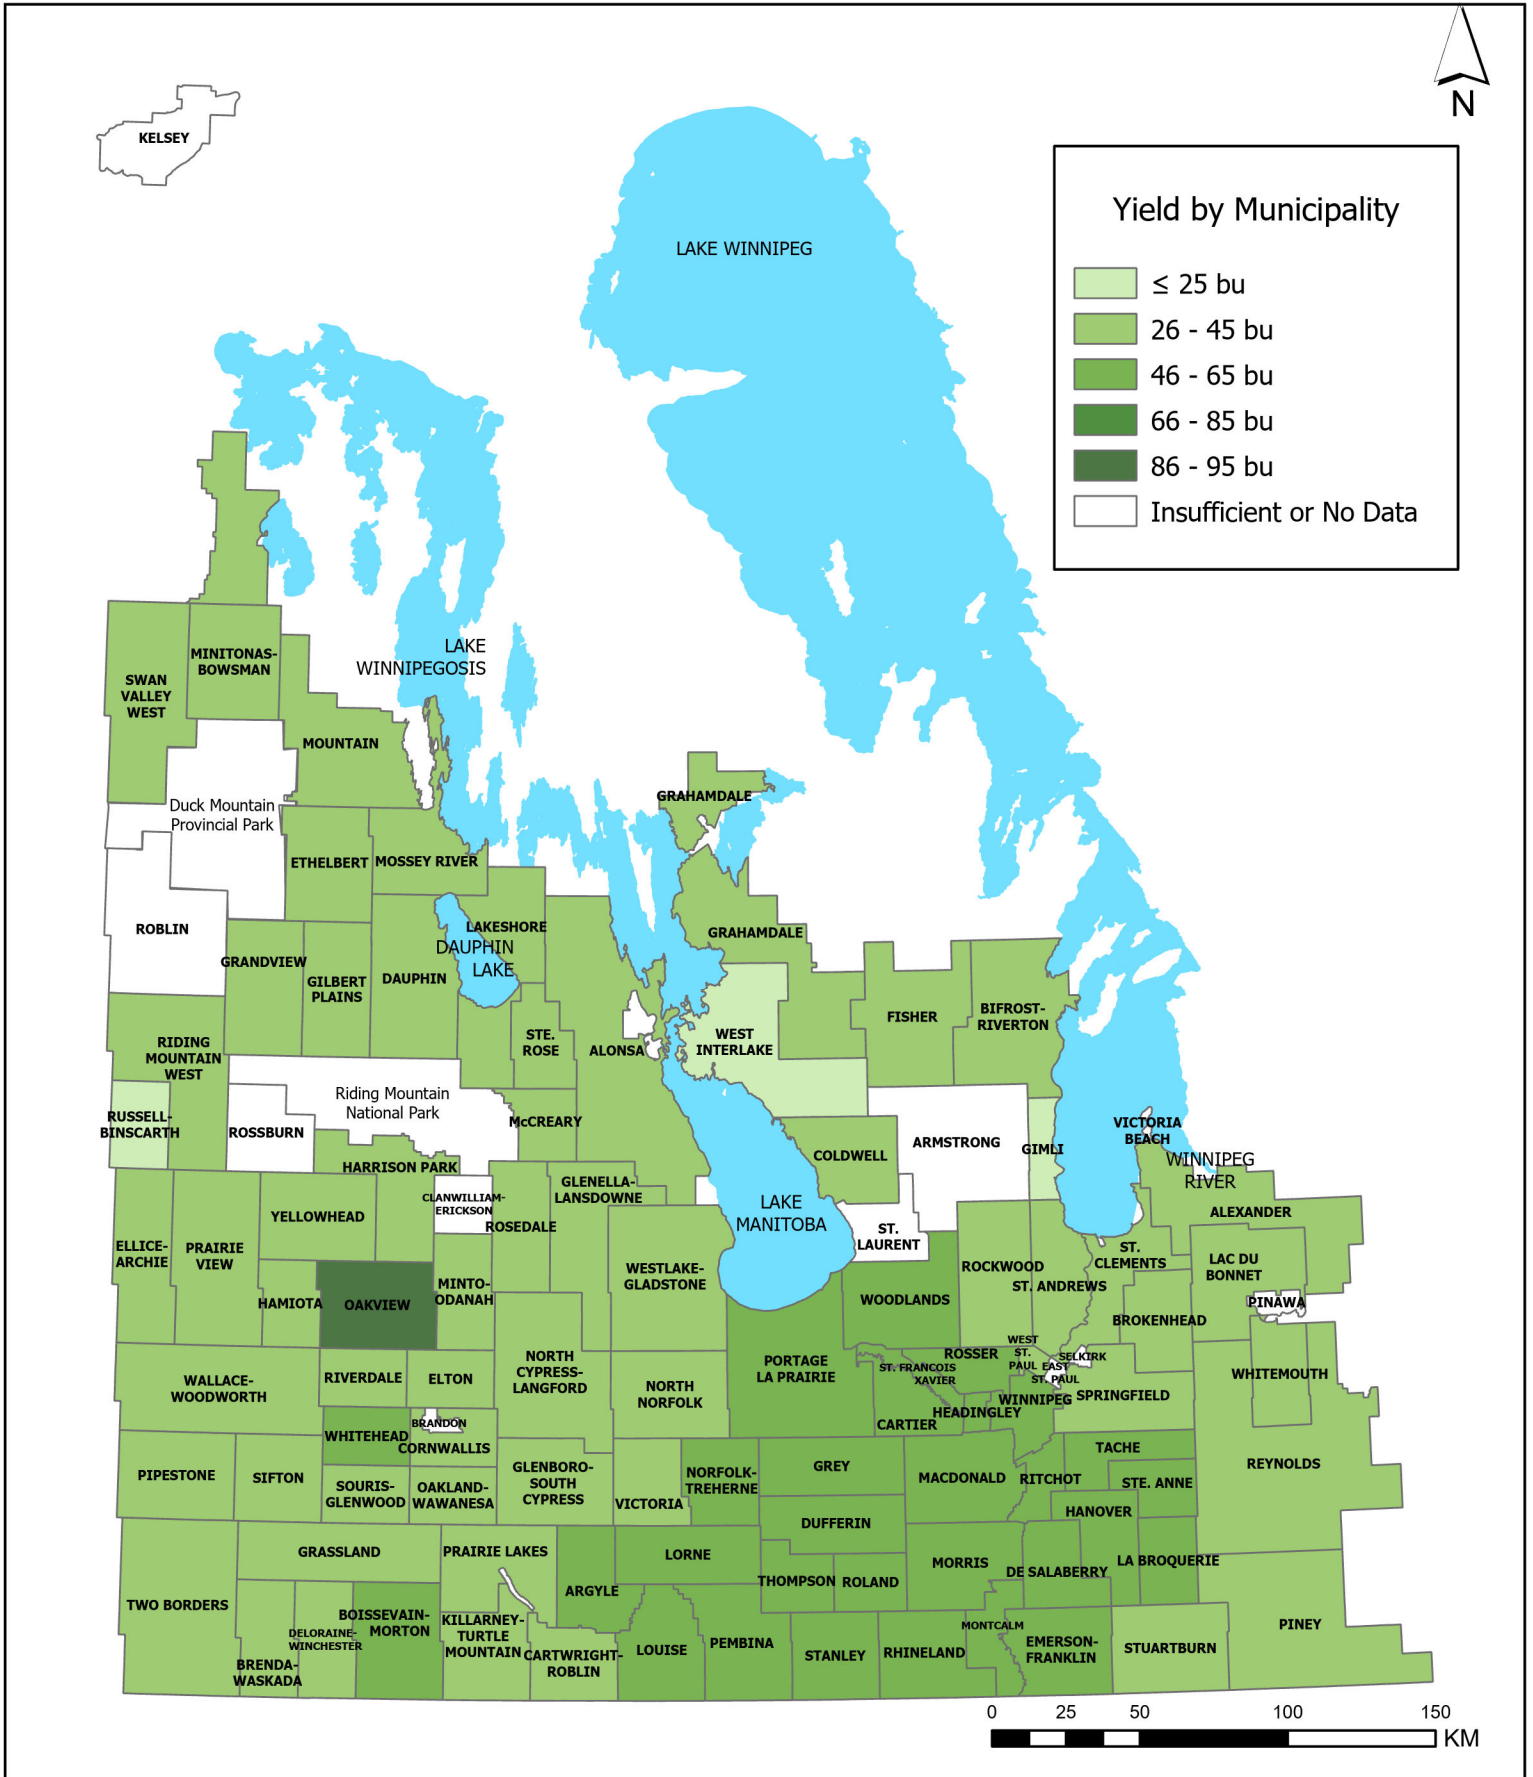 N
KELSEY
Yield by Municipality
≤ 25 bu
26 - 45 bu
46 - 65 bu
66 - 85 bu
86 - 95 bu
Insufficient or No Data
LAKE WINNIPEG
LAKE
WINNIPEGOSIS
MINITONAS-
BOWSMAN
SWAN
VALLEY
WEST
MOUNTAIN
Duck Mountain
Provincial Park
GRAHAMDALE
ETHELBERT
MOSSEY RIVER
ROBLIN
LAKESHORE
DAUPHIN
LAKE
GRAHAMDALE
GRANDVIEW
GILBERT
PLAINS
DAUPHIN
FISHER
BIFROST-
RIVERTON
RIDING
MOUNTAIN
WEST
STE.
ROSE
ALONSA
WEST
INTERLAKE
Riding Mountain
National Park
RUSSELL-
BINSCARTH
ROSSBURN
McCREARY
VICTORIA
BEACH
ARMSTRONG
GIMLI
COLDWELL
WINNIPEG
RIVER
HARRISON PARK
CLANWILLIAM-
ERICKSON
GLENELLA-
LANSDOWNE
ROSEDALE
LAKE
MANITOBA
ST.
LAURENT
ALEXANDER
YELLOWHEAD
ELLICE-
ARCHIE
PRAIRIE
VIEW
WESTLAKE-
GLADSTONE
ROCKWOOD
ST. ANDREWS
ST.
CLEMENTS
LAC DU
BONNET
HAMIOTA
OAKVIEW
MINTO-
ODANAH
WOODLANDS
PINAWA
BROKENHEAD
WALLACE-
WOODWORTH
RIVERDALE
ELTON
NORTH
CYPRESS-
LANGFORD
NORTH
NORFOLK
PORTAGE
LA PRAIRIE
ST. FRANCOIS
XAVIER
ROSSER
WEST
ST.
PAUL
EAST
ST. PAUL
SELKIRK
WHITEMOUTH
SPRINGFIELD
WINNIPEG
HEADINGLEY
CARTIER
WHITEHEAD
BRANDON
CORNWALLIS
PIPESTONE
SIFTON
SOURIS-
GLENWOOD
OAKLAND-
WAWANESA
GLENBORO-
SOUTH
CYPRESS
VICTORIA
NORFOLK-
TREHERNE
GREY
MACDONALD
RITCHOT
TACHE
STE. ANNE
REYNOLDS
HANOVER
DUFFERIN
GRASSLAND
PRAIRIE LAKES
LORNE
ARGYLE
THOMPSON
ROLAND
MORRIS
DE SALABERRY
LA BROQUERIE
TWO BORDERS
BOISSEVAIN-
MORTON
DELORAINE-
WINCHESTER
BRENDA-
WASKADA
KILLARNEY-
TURTLE
MOUNTAIN
CARTWRIGHT-
ROBLIN
LOUISE
PEMBINA
STANLEY
RHINELAND
MONTCALM
EMERSON-
FRANKLIN
STUARTBURN
PINEY
0 25 50 100 150
KM